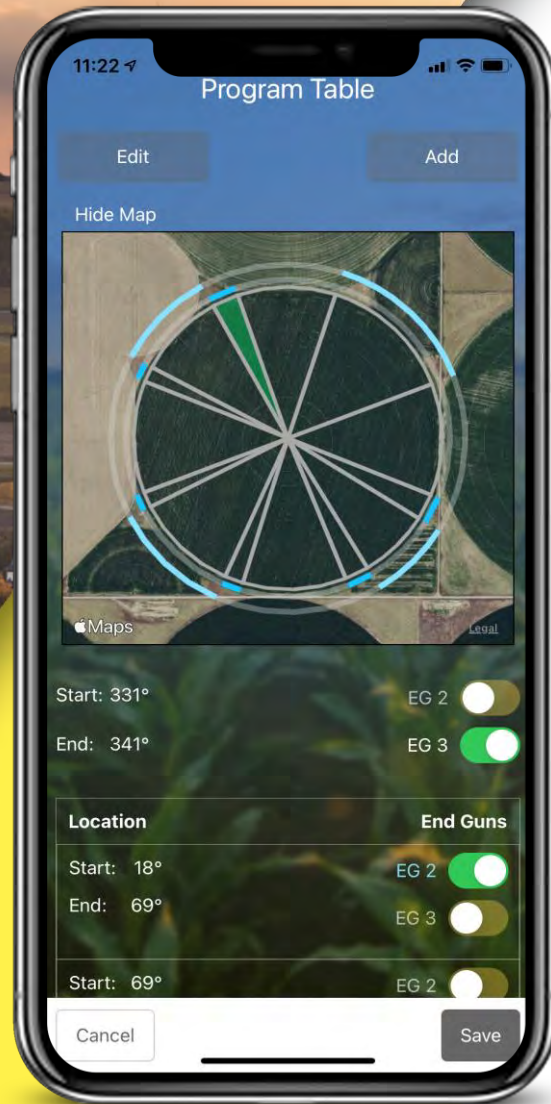 11:22
Program Table
Edit Add
Hide Map
Maps Legal
Start: 331° EG 2
End: 341° EG 3
Location End Guns
Start: 18° EG 2
End: 69° EG 3
Start: 69° EG 2
Cancel Save